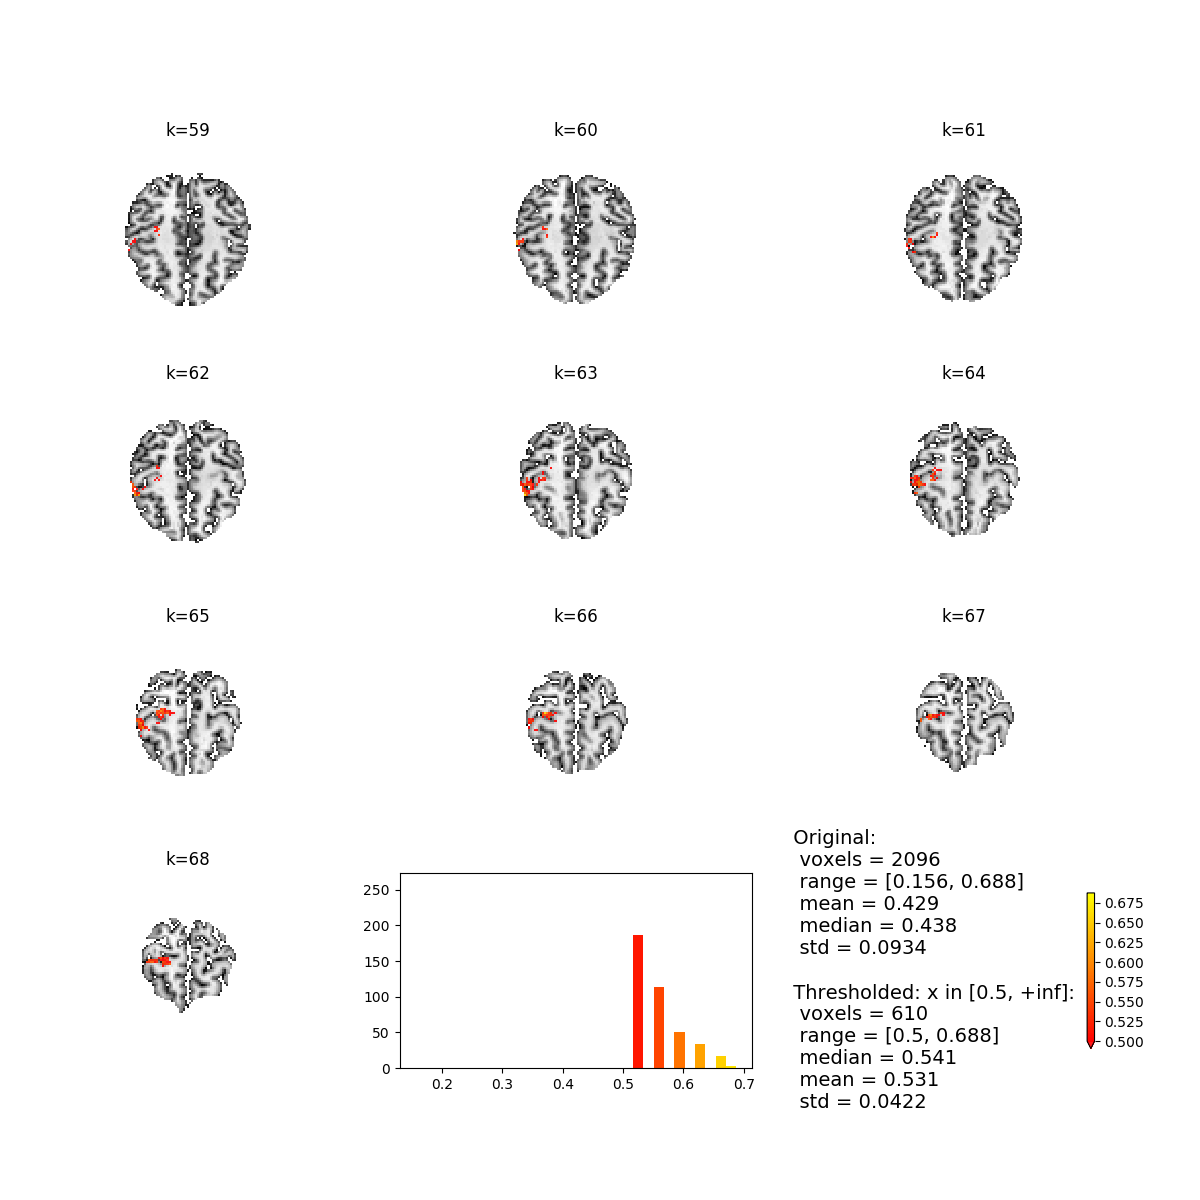 k=59
k=60
k=61
k=62
k=63
k=64
k=65
k=66
k=67
k=68
250
200
150
100
50
0
0.2
0.3
0.4
0.5
0.6
0.7
Original:
voxels = 2096
range = [0.156, 0.688]
mean = 0.429
median = 0.438
std = 0.0934
Thresholded: x in [0.5, +inf]:
voxels = 610
range = [0.5, 0.688]
median = 0.541
mean = 0.531
std = 0.0422
0.675
0.650
0.625
0.600
0.575
0.550
0.525
0.500